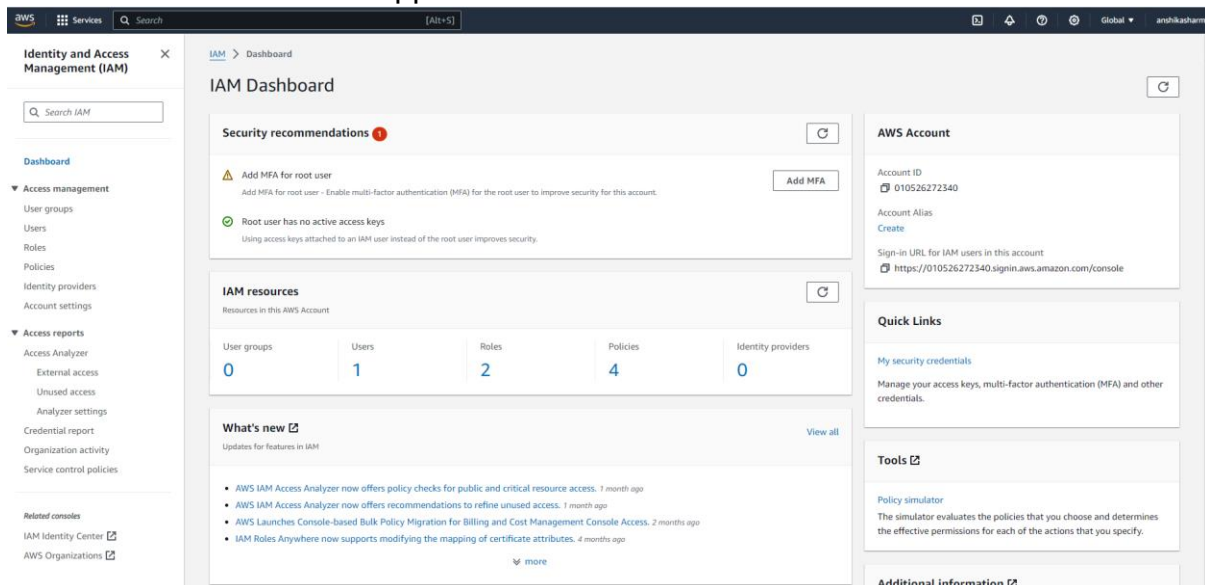 aws
Services
Search
[Alt+S]
Global
Identity and Access
Management (IAM)
Search IAM
Dashboard
Access management
User groups
Users
Roles
Policies
Identity providers
Account settings
Access reports
Access Analyzer
External access
Unused access
Analyzer settings
Credential report
Organization activity
Service control policies
Related consoles
IAM Identity Center
AWS Organizations
IAM > Dashboard
IAM Dashboard
Security recommendations 1
Add MFA for root user
Add MFA for root user - Enable multi-factor authentication (MFA) for the root user to improve security for this account.
Add MFA
Root user has no active access keys
Using access keys attached to an IAM user instead of the root user improves security.
IAM resources
Resources in this AWS Account
User groups Users Roles Policies Identity providers
0 1 2 4 0
What's new
View all
Updates for features in IAM
• AWS IAM Access Analyzer now offers policy checks for public and critical resource access. 1 month ago
• AWS IAM Access Analyzer now offers recommendations to refine unused access. 1 month ago
• AWS Launches Console-based Bulk Policy Migration for Billing and Cost Management Console Access. 2 months ago
• IAM Roles Anywhere now supports modifying the mapping of certificate attributes. 4 months ago
more
AWS Account
Account ID
010526272340
Account Alias
Create
Sign-in URL for IAM users in this account
https://010526272340.signin.aws.amazon.com/console
Quick Links
My security credentials
Manage your access keys, multi-factor authentication (MFA) and other
credentials.
Tools
Policy simulator
The simulator evaluates the policies that you choose and determines
the effective permissions for each of the actions that you specify.
Additional information